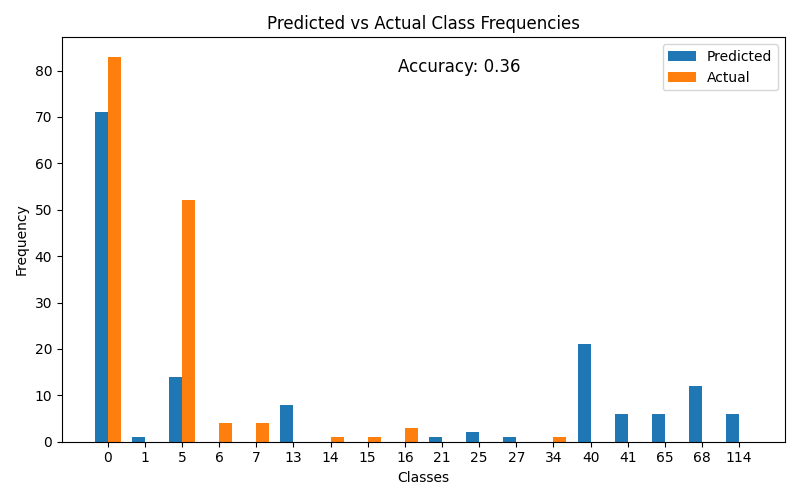 Predicted vs Actual Class Frequencies
Accuracy: 0.36
Predicted
Actual
Frequency
80
70
60
50
40
30
20
10
0
0 1 5 6 7 13 14 15 16 21 25 27 34 40 41 65 68 114
Classes